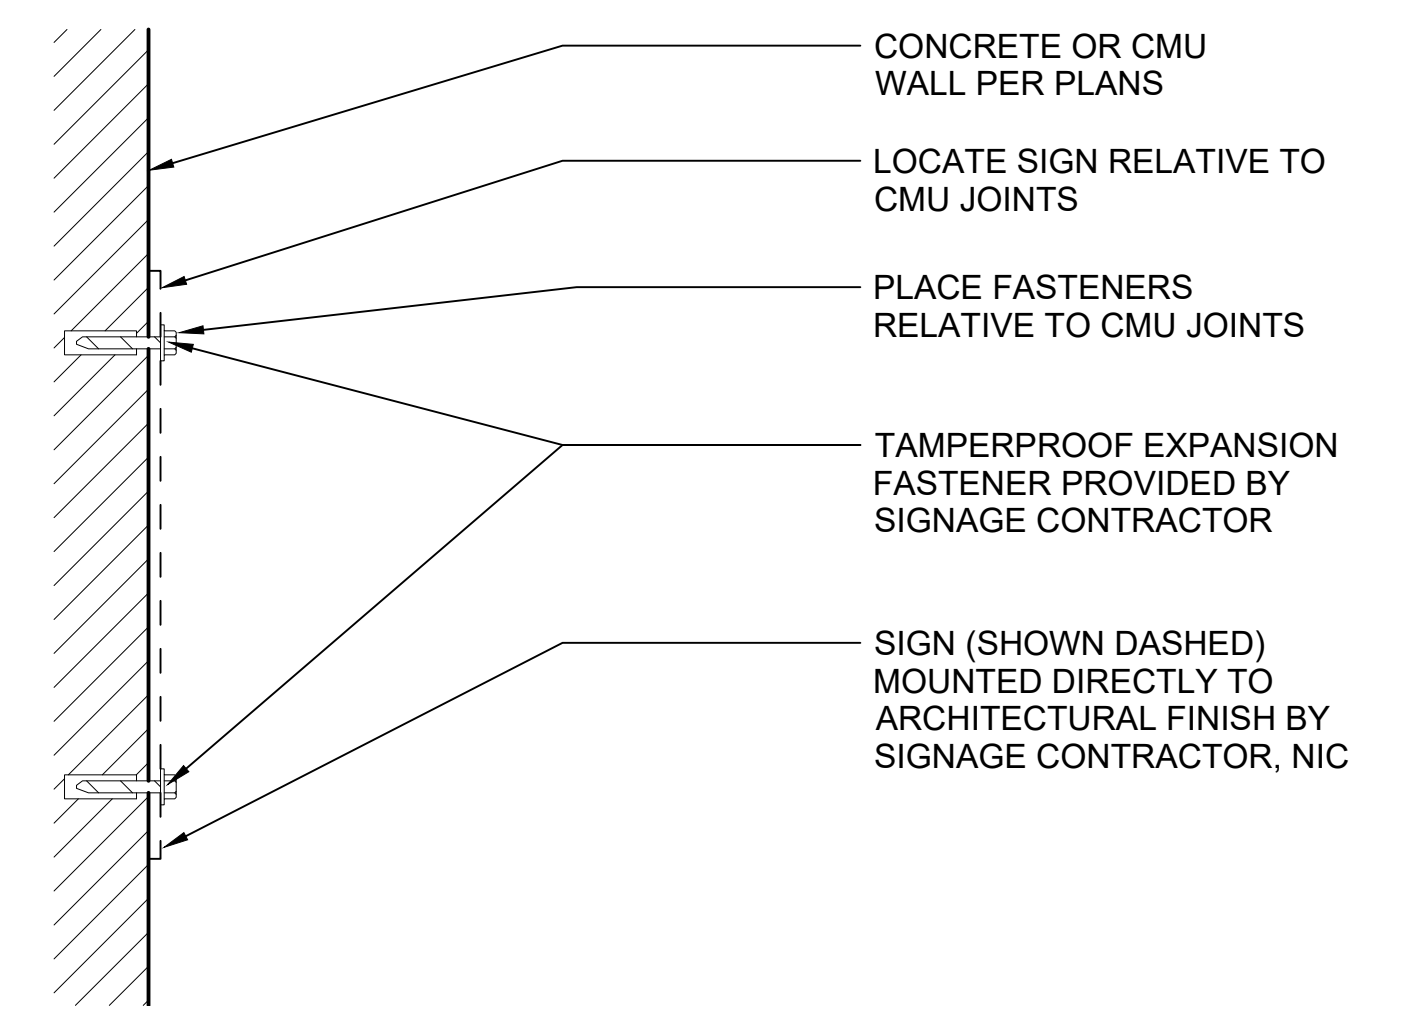 CONCRETE OR CMU
WALL PER PLANS
LOCATE SIGN RELATIVE TO
CMU JOINTS
PLACE FASTENERS
RELATIVE TO CMU JOINTS
TAMPERPROOF EXPANSION
FASTENER PROVIDED BY
SIGNAGE CONTRACTOR
SIGN (SHOWN DASHED)
MOUNTED DIRECTLY TO
ARCHITECTURAL FINISH BY
SIGNAGE CONTRACTOR, NIC